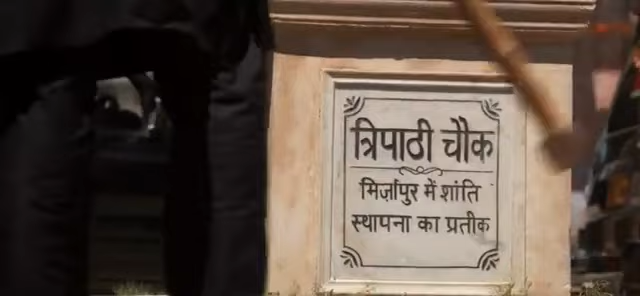 त्रिपाठी चौक
मिर्ज़ापुर में शांति
स्थापना का प्रतीक